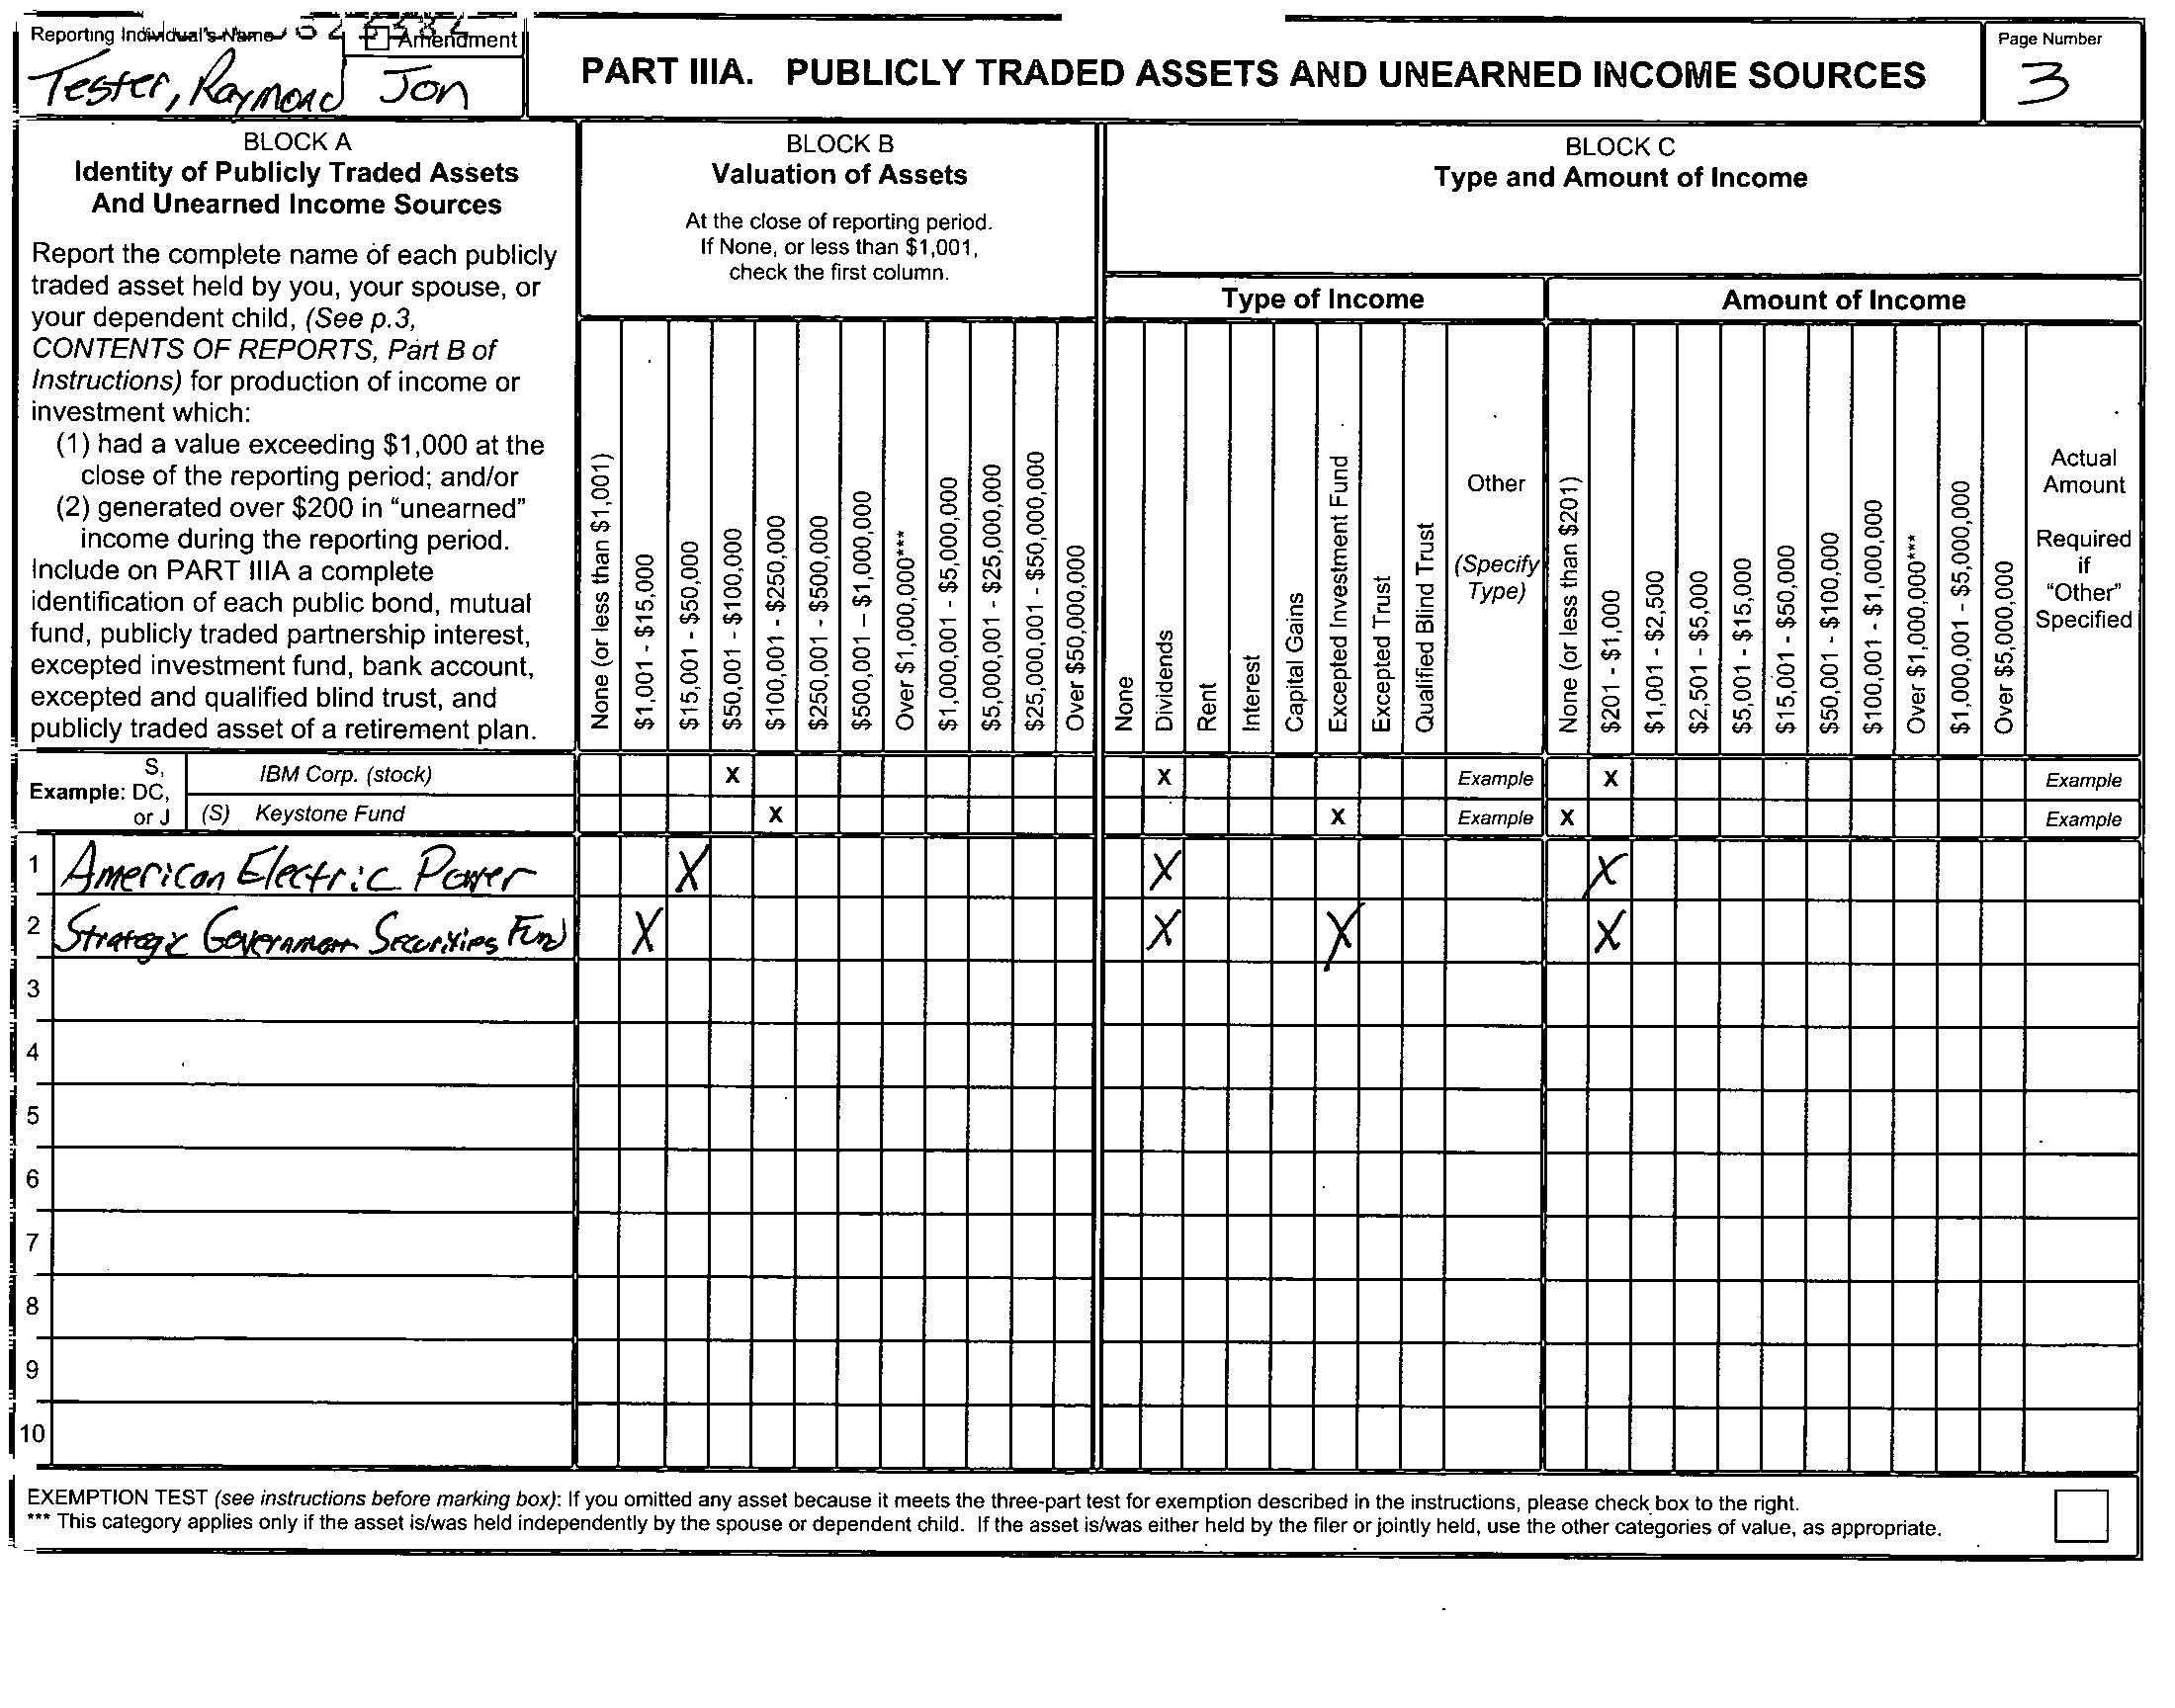 Reporting Individual's Name
Amendment
Tester, Raymond Jon
PART IIIA. PUBLICLY TRADED ASSETS AND UNEARNED INCOME SOURCES
Page Number
3
BLOCK A
Identity of Publicly Traded Assets
And Unearned Income Sources
Report the complete name of each publicly
traded asset held by you, your spouse, or
your dependent child, (See p.3,
CONTENTS OF REPORTS, Part B of
Instructions) for production of income or
investment which:
(1) had a value exceeding $1,000 at the
close of the reporting period; and/or
(2) generated over $200 in "unearned"
income during the reporting period.
Include on PART IIIA a complete
identification of each public bond, mutual
fund, publicly traded partnership interest,
excepted investment fund, bank account,
excepted and qualified blind trust, and
publicly traded asset of a retirement plan.
BLOCK B
Valuation of Assets
At the close of reporting period.
If None, or less than $1,001,
check the first column.
None (or less than $1,001)
$1,001 - $15,000
$15,001 - $50,000
$50,001 - $100,000
$100,001 - $250,000
$250,001 - $500,000
$500,001 – $1,000,000
Over $1,000,000***
$1,000,001 - $5,000,000
$5,000,001 - $25,000,000
$25,000,001 - $50,000,000
Over $50,000,000
BLOCK C
Type and Amount of Income
Type of Income
None
Dividends
Rent
Interest
Capital Gains
Excepted Investment Fund
Excepted Trust
Qualified Blind Trust
Other
(Specify
Type)
Amount of Income
None (or less than $201)
$201 - $1,000
$1,001 - $2,500
$2,501 - $5,000
$5,001 - $15,000
$15,001 - $50,000
$50,001 - $100,000
$100,001 - $1,000,000
Over $1,000,000***
$1,000,001 - $5,000,000
Over $5,000,000
Actual
Amount
Required
if
"Other"
Specified
Example: S, DC, or J
IBM Corp. (stock) X X Example X Example
(S) Keystone Fund X X Example X Example
1 American Electric Power X X X
2 Strategic Government Securities Fund X X X X
3
4
5
6
7
8
9
10
EXEMPTION TEST (see instructions before marking box): If you omitted any asset because it meets the three-part test for exemption described in the instructions, please check box to the right.
*** This category applies only if the asset is/was held independently by the spouse or dependent child. If the asset is/was either held by the filer or jointly held, use the other categories of value, as appropriate.